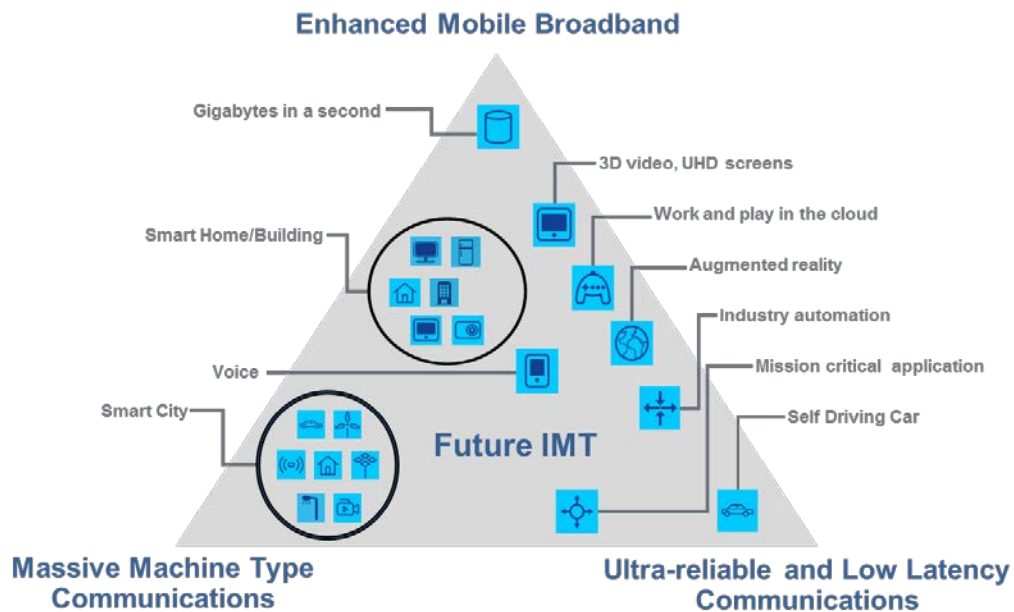 Enhanced Mobile Broadband
Gigabytes in a second
3D video, UHD screens
Work and play in the cloud
Smart Home/Building
Augmented reality
Industry automation
Mission critical application
Voice
Smart City
Self Driving Car
Future IMT
Massive Machine Type
Communications
Ultra-reliable and Low Latency
Communications